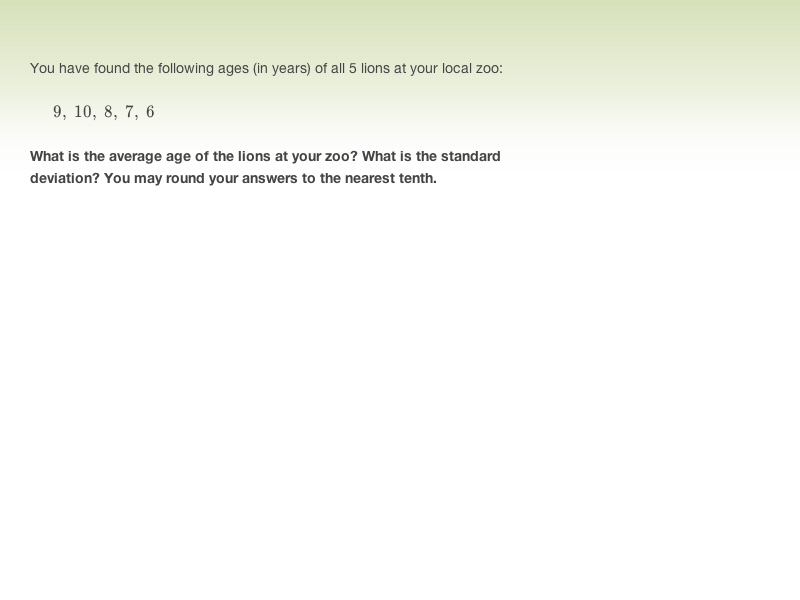 You have found the following ages (in years) of all 5 lions at your local zoo:
9, 10, 8, 7, 6
What is the average age of the lions at your zoo? What is the standard
deviation? You may round your answers to the nearest tenth.